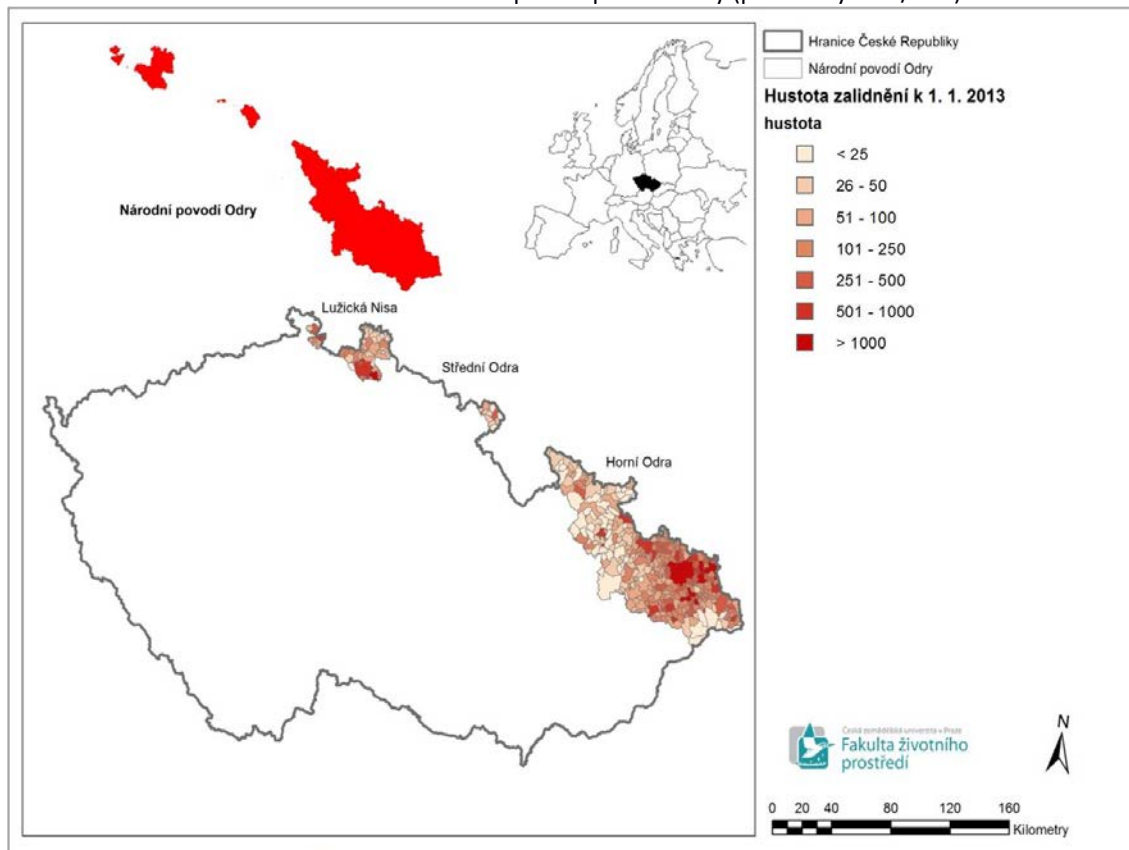 Hranice České Republiky
Národní povodí Odry
Hustota zalidnění k 1. 1. 2013
hustota
< 25
26 - 50
51 - 100
101 - 250
251 - 500
501 - 1000
> 1000
Národní povodí Odry
Lužická Nisa
Střední Odra
Horní Odra
Česká zemědělská univerzita v Praze
Fakulta životního
prostředí
N
0 20 40 80 120 160
Kilometry